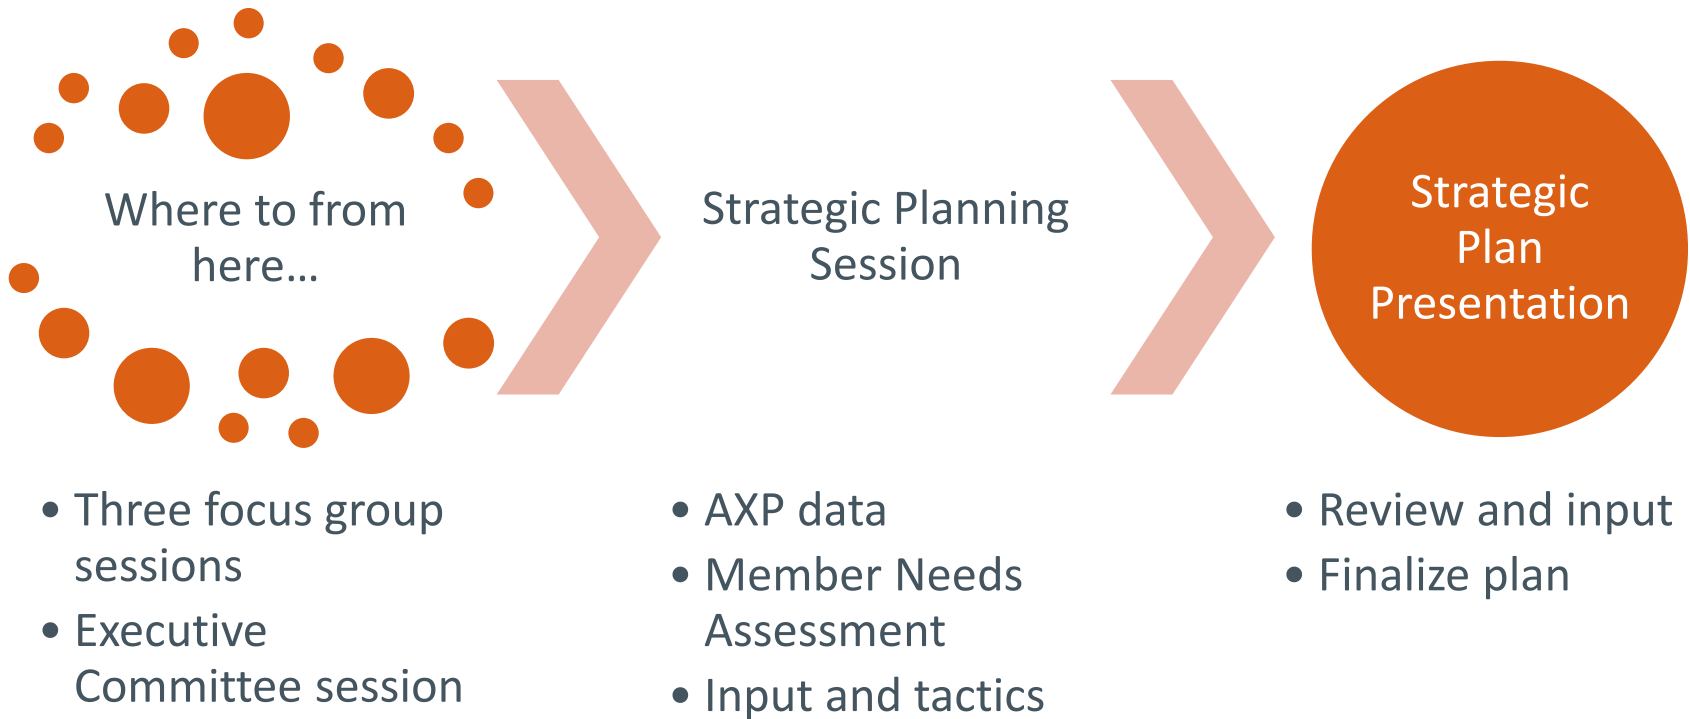 Where to from
here…
Strategic Planning
Session
Strategic
Plan
Presentation
• Three focus group
sessions
• Executive
Committee session
• AXP data
• Member Needs
Assessment
• Input and tactics
• Review and input
• Finalize plan